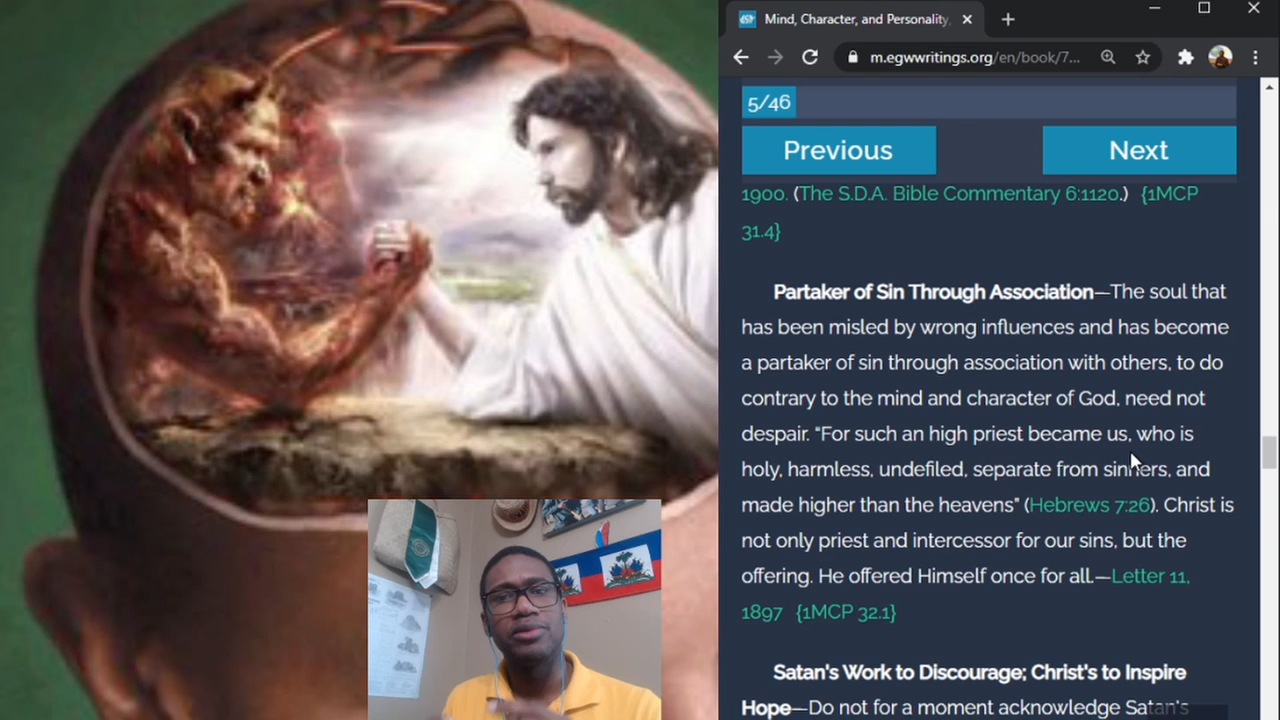 Mind, Character, and Personality,
m.egwwritings.org/en/book/7...
5/46
Previous
Next
1900. (The S.D.A. Bible Commentary 6:1120.) {1MCP
31.4}
Partaker of Sin Through Association—The soul that
has been misled by wrong influences and has become
a partaker of sin through association with others, to do
contrary to the mind and character of God, need not
despair. “For such an high priest became us, who is
holy, harmless, undefiled, separate from sinners, and
made higher than the heavens” (Hebrews 7:26). Christ is
not only priest and intercessor for our sins, but the
offering. He offered Himself once for all.—Letter 11,
1897 {1MCP 32.1}
Satan's Work to Discourage; Christ's to Inspire
Hope—Do not for a moment acknowledge Satan's